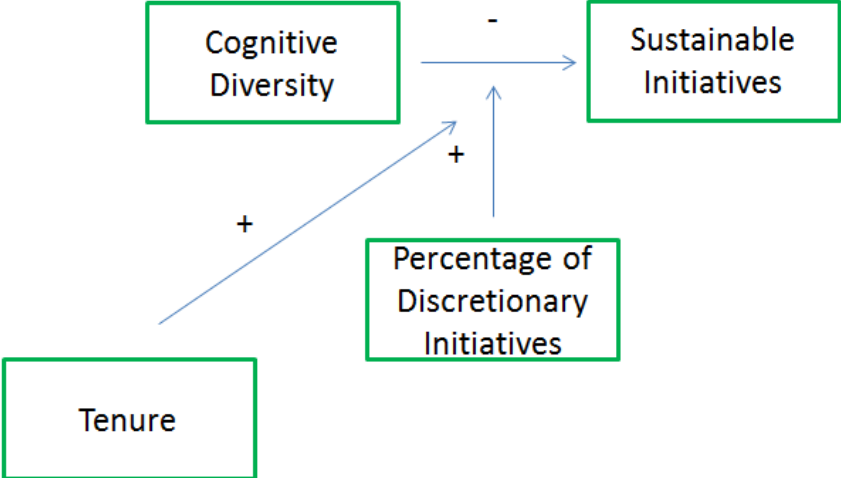 Cognitive
Diversity
-
Sustainable
Initiatives
+
+
Percentage of
Discretionary
Initiatives
Tenure